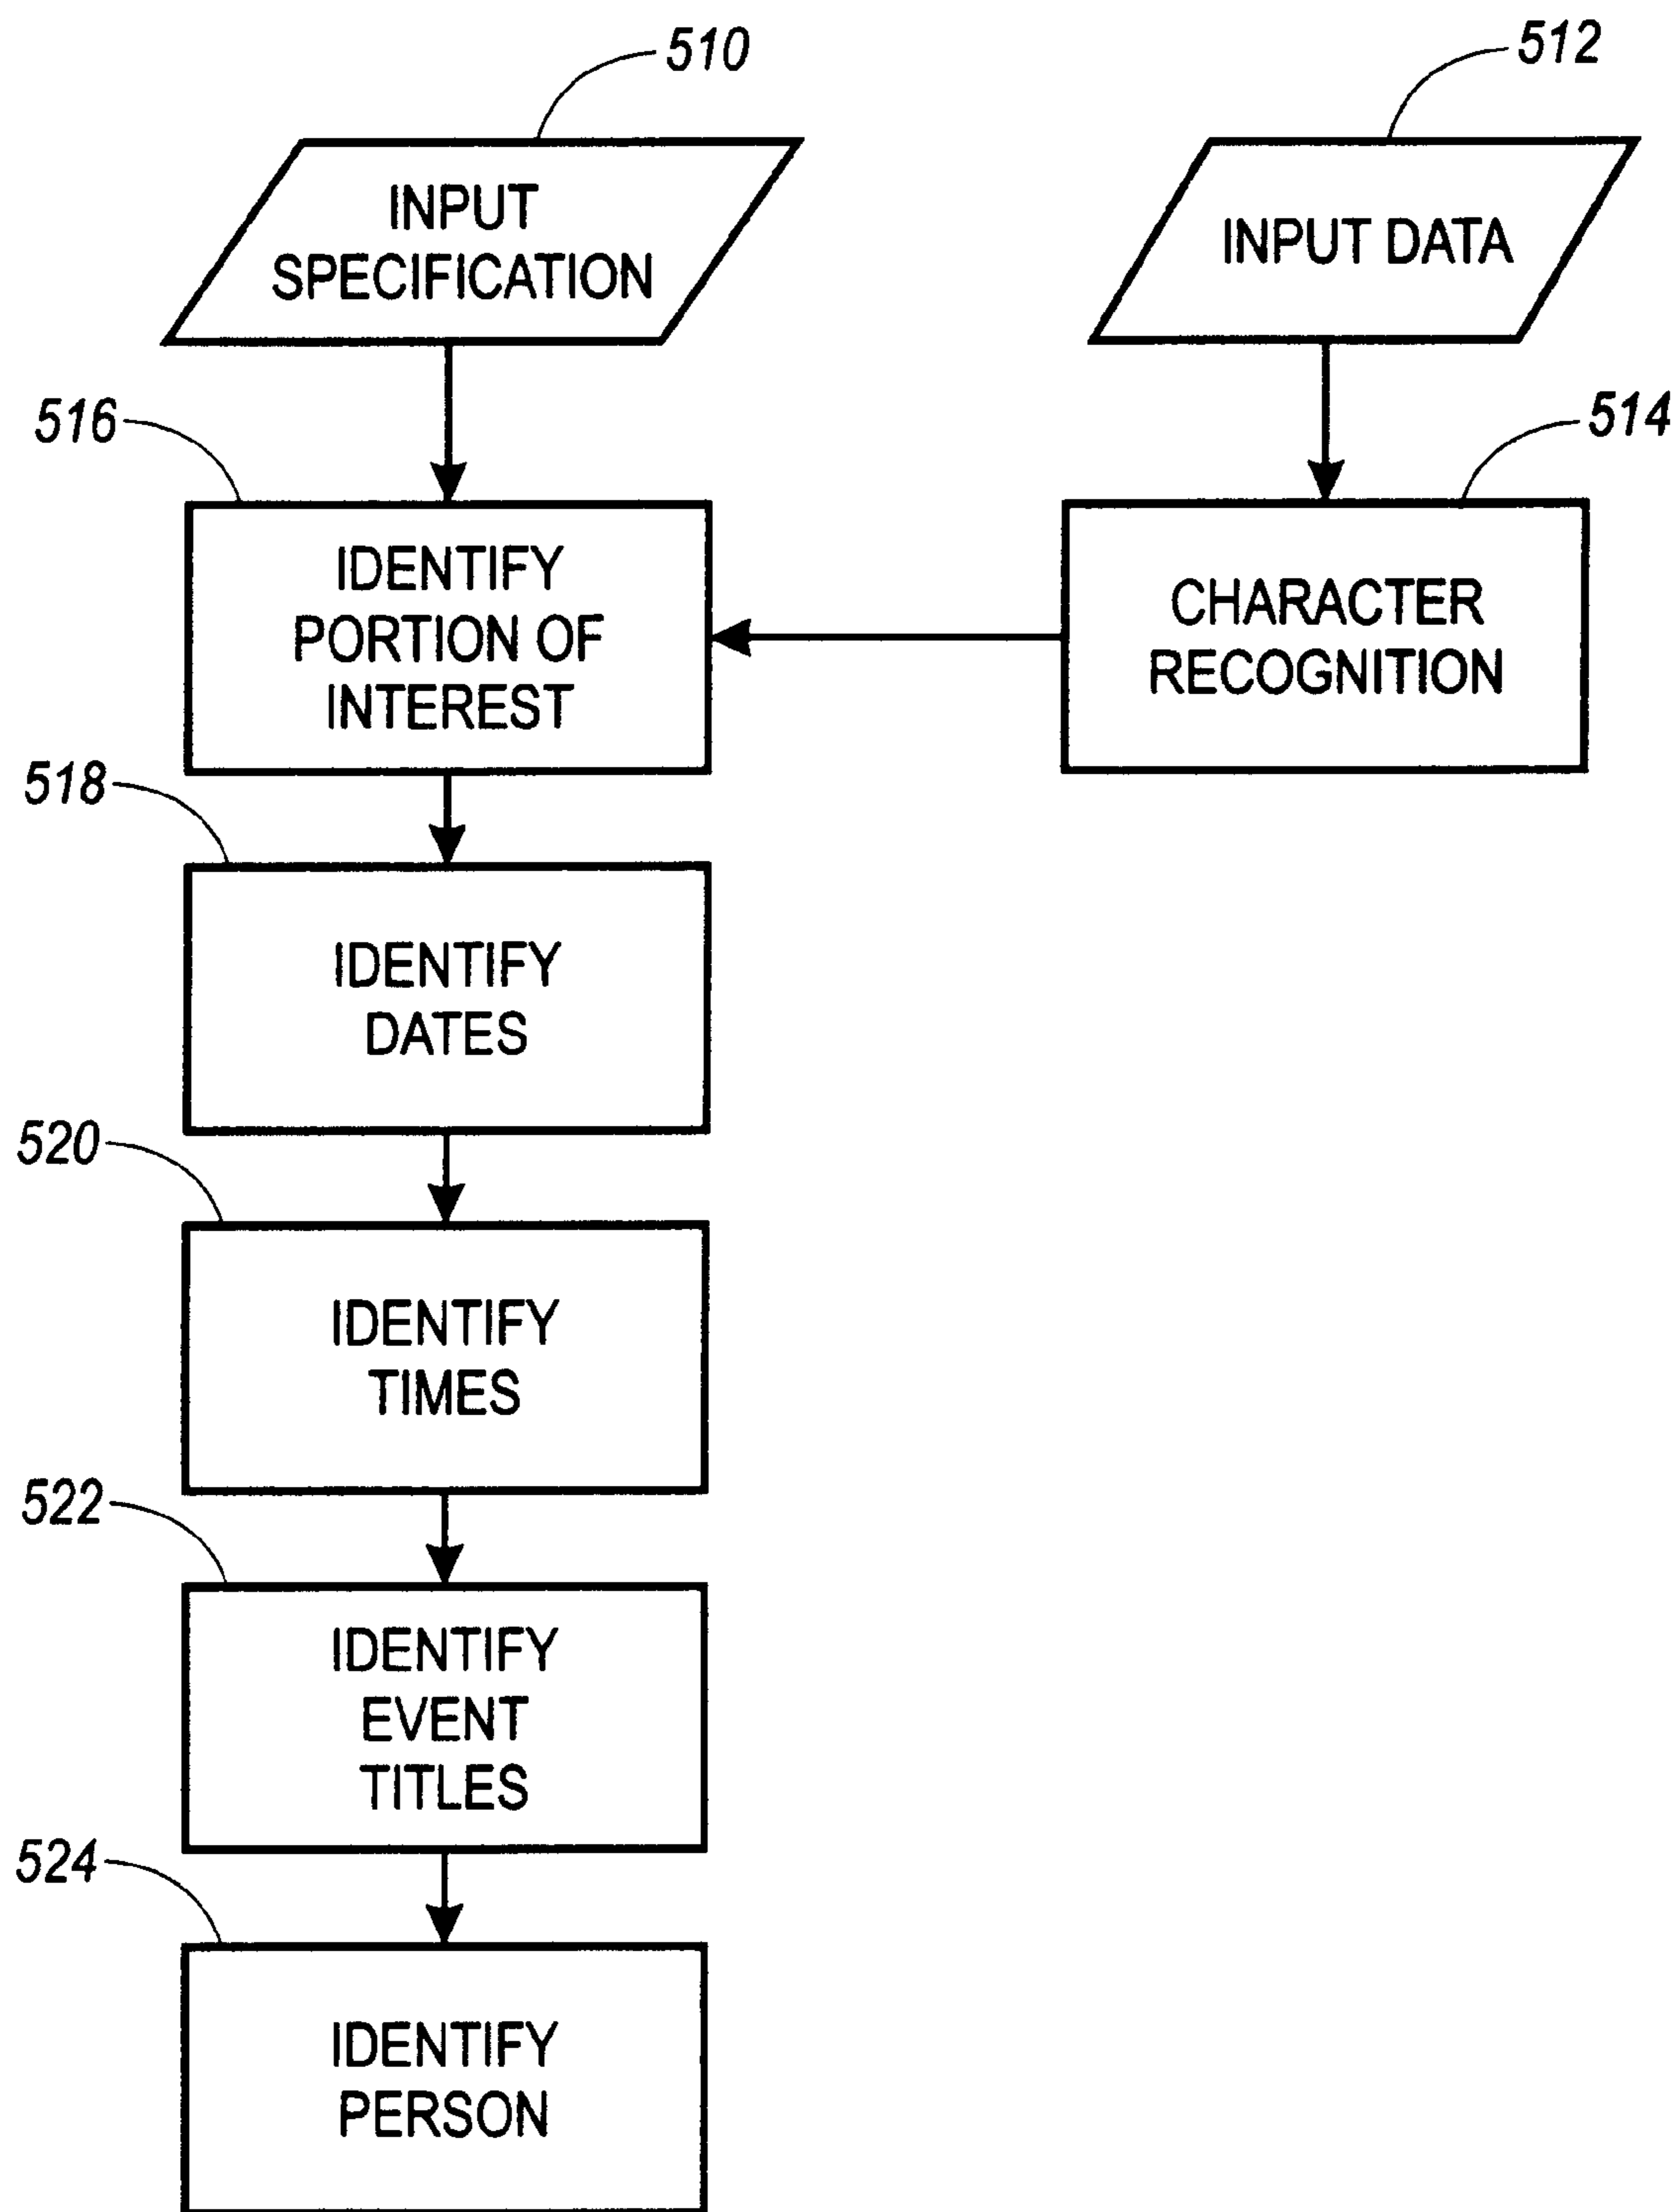 510
512
INPUT
SPECIFICATION
INPUT DATA
516
514
IDENTIFY
PORTION OF
INTEREST
CHARACTER
RECOGNITION
518
IDENTIFY
DATES
520
IDENTIFY
TIMES
522
IDENTIFY
EVENT
TITLES
524
IDENTIFY
PERSON